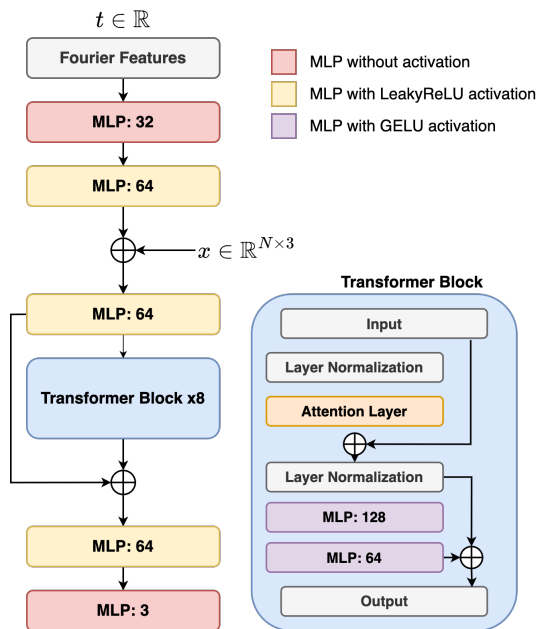 t ∈ ℝ
Fourier Features
MLP: 32
MLP: 64
x ∈ ℝ^{N×3}
MLP: 64
Transformer Block x8
MLP: 64
MLP: 3
MLP without activation
MLP with LeakyReLU activation
MLP with GELU activation
Transformer Block
Input
Layer Normalization
Attention Layer
Layer Normalization
MLP: 128
MLP: 64
Output